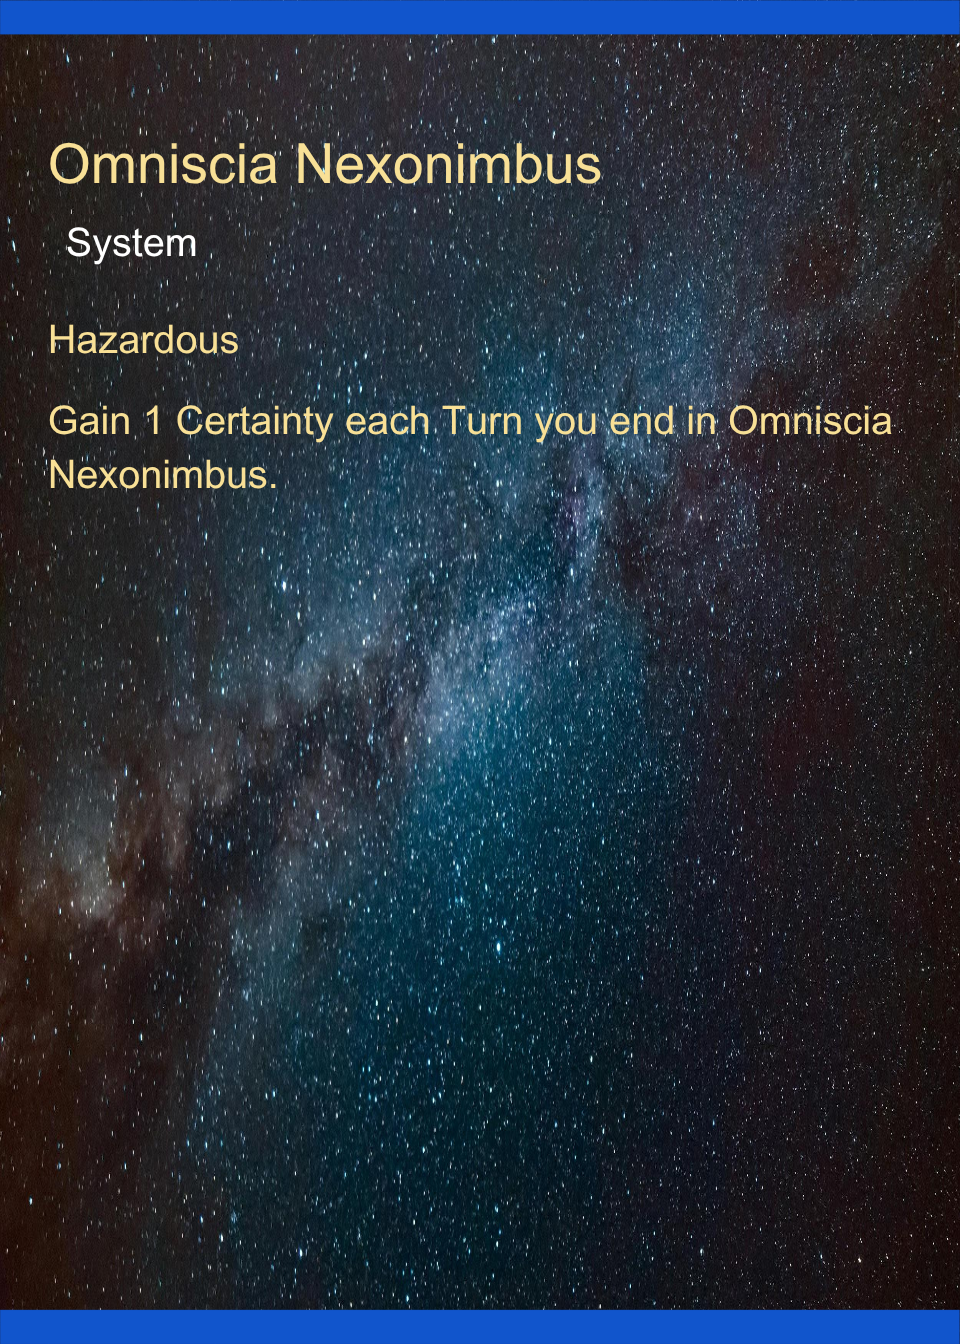 Omniscia Nexonimbus
System
Hazardous
Gain 1 Certainty each Turn you end in Omniscia
Nexonimbus.